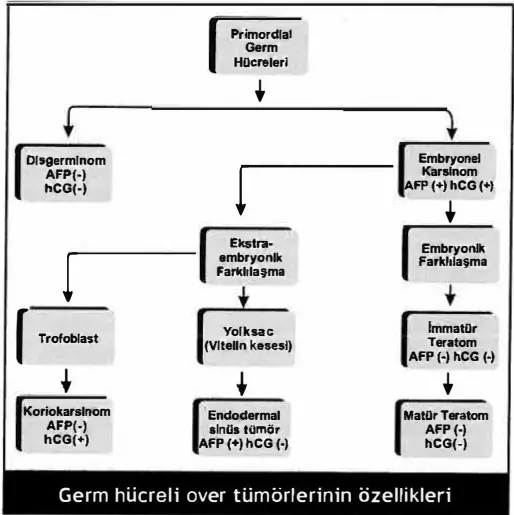 Primordial
Germ
Hücreleri
Disgerminom
AFP(-)
hCG(-)
Embryonel
Karsinom
AFP (+) hCG (+)
Ekstra-
embryonik
Farklılaşma
Embryonik
Farklılaşma
Trofoblast
Yolksac
(Vitelin kesesi)
İmmatür
Teratom
AFP (-) hCG (-)
Koriokarsinom
AFP(-)
hCG(+)
Endodermal
sinüs tümör
AFP (+) hCG (-)
Matür Teratom
AFP (-)
hCG(-)
Germ hücreli over tümörlerinin özellikleri